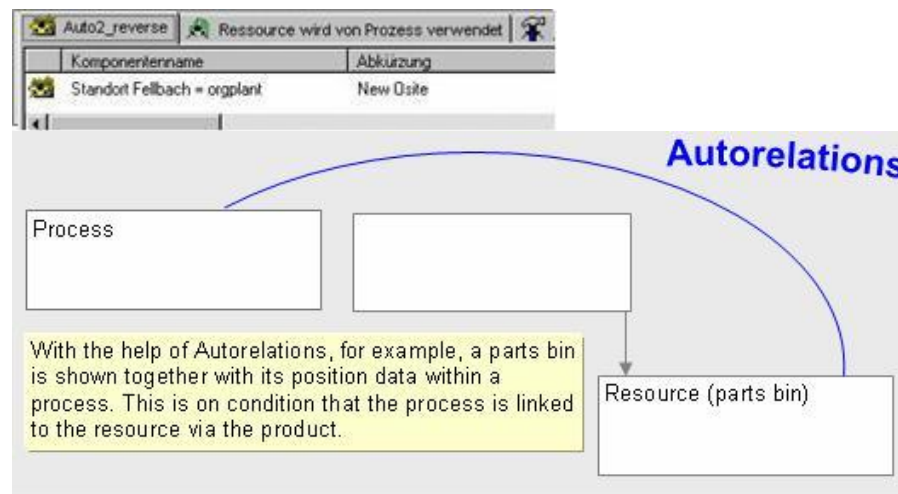 Auto2_reverse Ressource wird von Prozess verwendet
Komponentenname Abkürzung
Standort Fellbach = orgplant New Osite
Autorelations
Process
With the help of Autorelations, for example, a parts bin
is shown together with its position data within a
process. This is on condition that the process is linked
to the resource via the product.
Resource (parts bin)